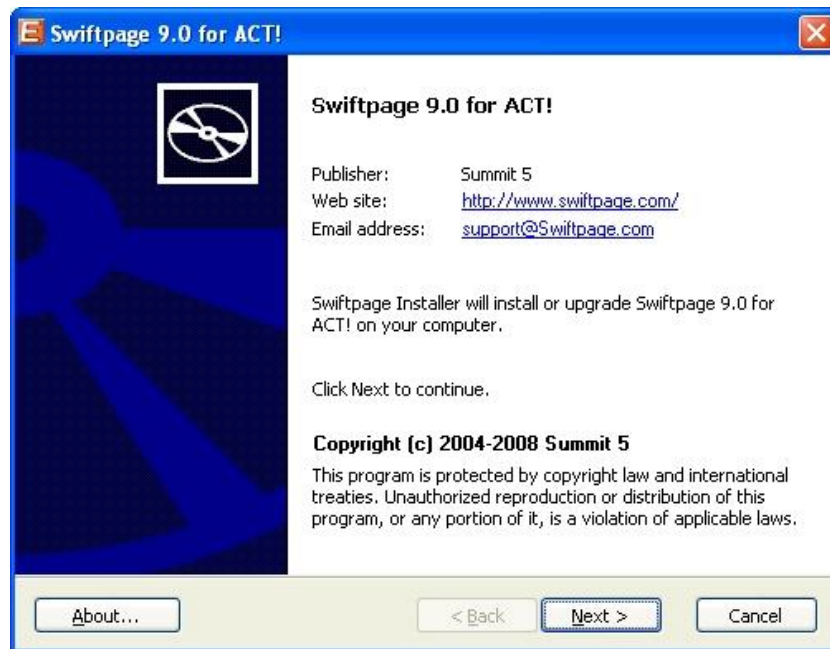 Swiftpage 9.0 for ACT!
Swiftpage 9.0 for ACT!
Publisher: Summit 5
Web site: http://www.swiftpage.com/
Email address: support@Swiftpage.com
Swiftpage Installer will install or upgrade Swiftpage 9.0 for
ACT! on your computer.
Click Next to continue.
Copyright (c) 2004-2008 Summit 5
This program is protected by copyright law and international
treaties. Unauthorized reproduction or distribution of this
program, or any portion of it, is a violation of applicable laws.
About... < Back Next > Cancel